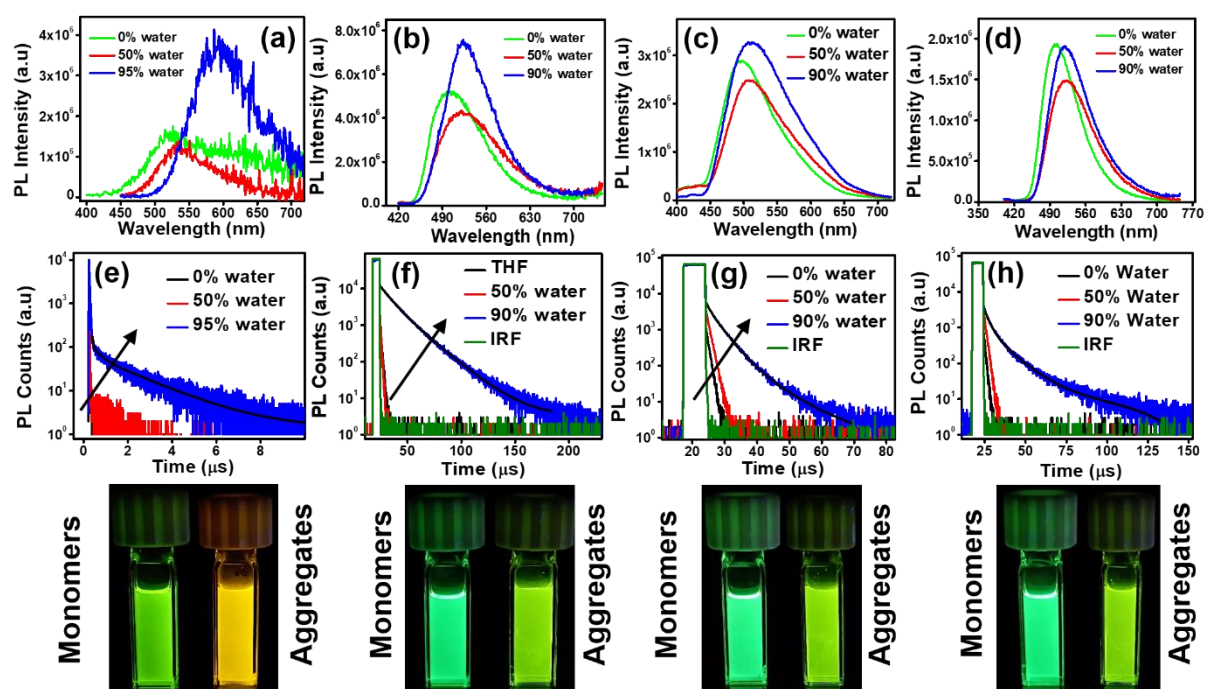 (a)
0% water
50% water
95% water
PL Intensity (a.u)
4x10⁶
3x10⁶
2x10⁶
1x10⁶
0
400 450 500 550 600 650 700
Wavelength (nm)
(b)
0% water
50% water
90% water
PL Intensity (a.u)
8.0x10⁶
6.0x10⁶
4.0x10⁶
2.0x10⁶
0.0
420 490 560 630 700
Wavelength (nm)
(c)
0% water
50% water
90% water
PL Intensity (a.u)
3x10⁶
2x10⁶
1x10⁶
0
400 450 500 550 600 650 700
Wavelength (nm)
(d)
0% water
50% water
90% water
PL Intensity (a.u)
2.0x10⁶
1.5x10⁶
1.0x10⁶
5.0x10⁵
0.0
350 420 490 560 630 700 770
Wavelength (nm)
(e)
0% water
50% water
95% water
PL Counts (a.u)
10⁴
10³
10²
10¹
10⁰
0 2 4 6 8
Time (μs)
(f)
THF
50% water
90% water
IRF
PL Counts (a.u)
10⁴
10³
10²
10¹
10⁰
50 100 150 200
Time (μs)
(g)
0% water
50% water
90% water
IRF
PL Counts (a.u)
10⁵
10⁴
10³
10²
10¹
10⁰
20 30 40 50 60 70 80
Time (μs)
(h)
0% Water
50% Water
90% Water
IRF
PL Counts (a.u)
10⁵
10⁴
10³
10²
10¹
10⁰
25 50 75 100 125 150
Time (μs)
Monomers
Aggregates
Monomers
Aggregates
Monomers
Aggregates
Monomers
Aggregates